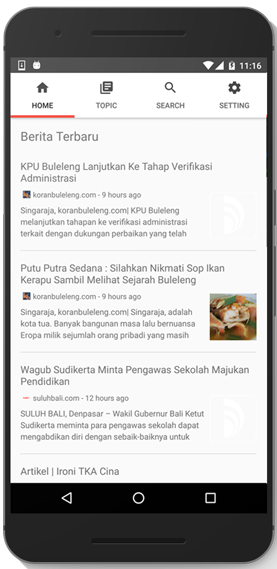 11:16
HOME TOPIC SEARCH SETTING
Berita Terbaru
KPU Buleleng Lanjutkan Ke Tahap Verifikasi
Administrasi
koranbuleleng.com - 9 hours ago
Singaraja, koranbuleleng.com| KPU Buleleng
melanjutkan tahapan ke verifikasi administrasi
terkait dengan dukungan perbaikan yang telah
Putu Putra Sedana : Silahkan Nikmati Sop Ikan
Kerapu Sambil Melihat Sejarah Buleleng
koranbuleleng.com - 9 hours ago
Singaraja, koranbuleleng.com| Singaraja, adalah
kota tua. Banyak bangunan masa lalu bernuansa
Eropa milik sejumlah orang pribadi yang masih
Wagub Sudikerta Minta Pengawas Sekolah Majukan
Pendidikan
suluhbali.com - 12 hours ago
SULUH BALI, Denpasar – Wakil Gubernur Bali Ketut
Sudikerta meminta para pengawas sekolah dapat
mengabdikan diri dengan sebaik-baiknya untuk
Artikel | Ironi TKA Cina